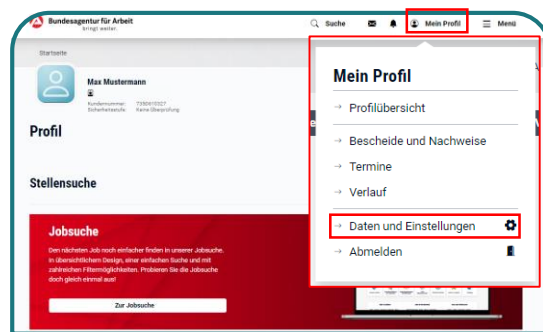 Bundesagentur für Arbeit
bringt weiter.
Suche
Mein Profil
Menü
Startseite
Max Mustermann
Kundennummer:
Sicherheitsstufe: Keine Überprüfung
Profil
Stellensuche
Jobsuche
Den nächsten Job noch einfacher finden in unserer Jobsuche.
In übersichtlichem Design, einer einfachen Suche und mit
zahlreichen Filtermöglichkeiten. Probieren Sie die Jobsuche
doch gleich einmal aus!
Zur Jobsuche
Mein Profil
→ Profilübersicht
→ Bescheide und Nachweise
→ Termine
→ Verlauf
→ Daten und Einstellungen
→ Abmelden